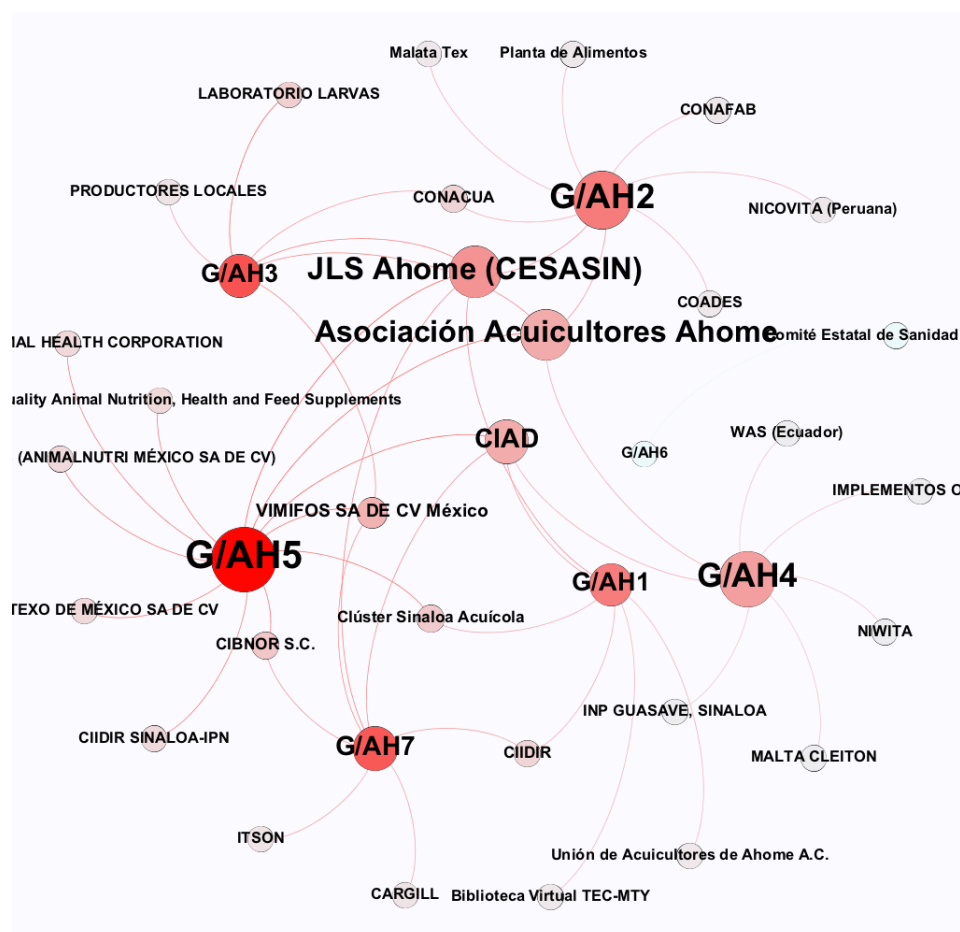 Malata Tex
Planta de Alimentos
LABORATORIO LARVAS
CONAFAB
PRODUCTORES LOCALES
CONACUA
G/AH2
NICOVITA (Peruana)
G/AH3
JLS Ahome (CESASIN)
COADES
Asociación Acuicultores Ahome
Comité Estatal de Sanidad
HEALTH CORPORATION
Animal Nutrition, Health and Feed Supplements
WAS (Ecuador)
CIAD
G/AH6
(ANIMALNUTRI MÉXICO SA DE CV)
IMPLEMENTOS O
VIMIFOS SA DE CV México
G/AH5
G/AH4
G/AH1
TEXO DE MÉXICO SA DE CV
Clúster Sinaloa Acuícola
NIWITA
CIBNOR S.C.
INP GUASAVE, SINALOA
CIIDIR SINALOA-IPN
G/AH7
CIIDIR
MALTA CLEITON
ITSON
Unión de Acuicultores de Ahome A.C.
CARGILL
Biblioteca Virtual TEC-MTY